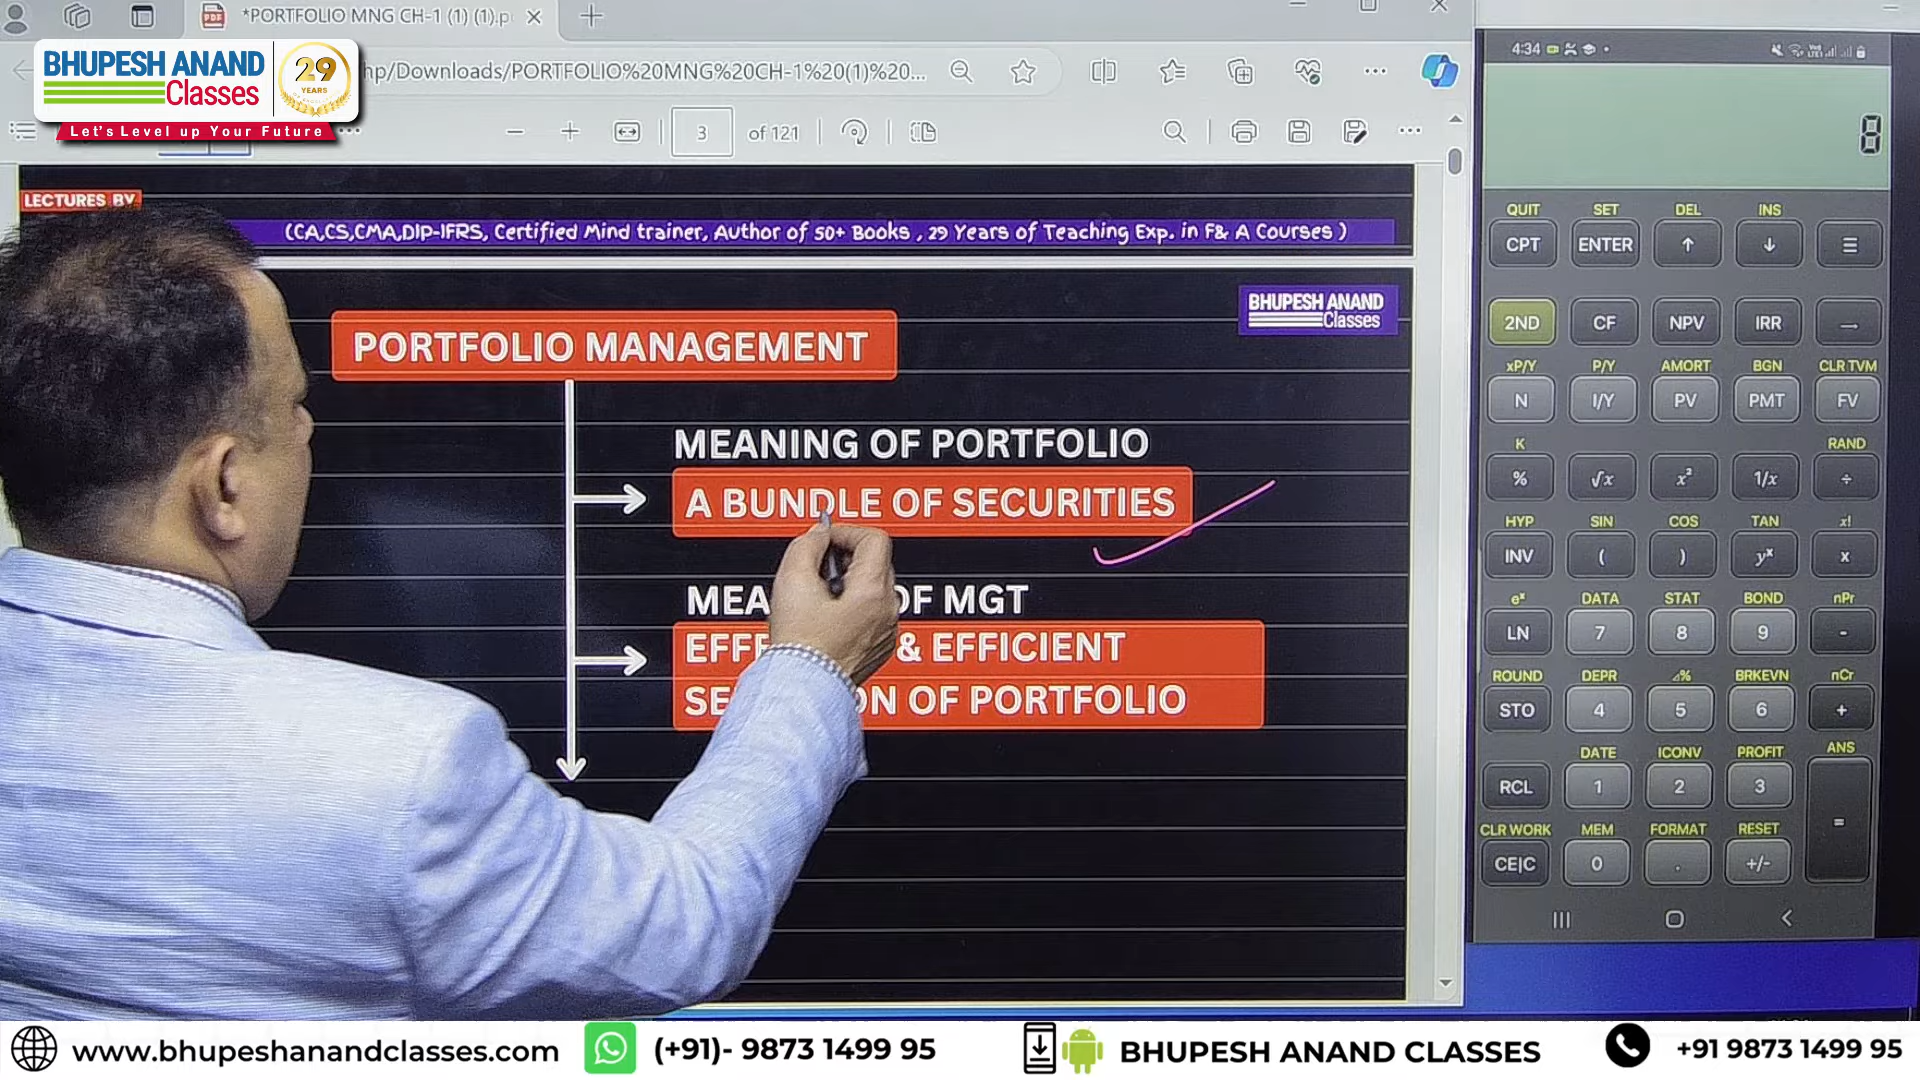 *PORTFOLIO MNG CH-1 (1) (1).p
BHUPESH ANAND
Classes
29
YEARS
Let's Level up Your Future
hp/Downloads/PORTFOLIO%20MNG%20CH-1%20(1)%20...
3 of 121
LECTURES BY
(CA,CS,CMA,DIP-IFRS, Certified Mind trainer, Author of 50+ Books , 29 Years of Teaching Exp. in F& A Courses )
BHUPESH ANAND
Classes
PORTFOLIO MANAGEMENT
MEANING OF PORTFOLIO
A BUNDLE OF SECURITIES
OF MGT
& EFFICIENT
OF PORTFOLIO
4:34
8
QUIT SET DEL INS
CPT ENTER ↑ ↓ ☰
2ND CF NPV IRR →
xP/Y P/Y AMORT BGN CLR TVM
N I/Y PV PMT FV
K RAND
% √x x² 1/x ÷
HYP SIN COS TAN x!
INV ( ) yˣ x
eˣ DATA STAT BOND nPr
LN 7 8 9 -
ROUND DEPR ⊿% BRKEVN nCr
STO 4 5 6 +
DATE ICONV PROFIT ANS
RCL 1 2 3 =
CLR WORK MEM FORMAT RESET
CE|C 0 . +/-
www.bhupeshanandclasses.com
(+91)- 9873 1499 95
BHUPESH ANAND CLASSES
+91 9873 1499 95